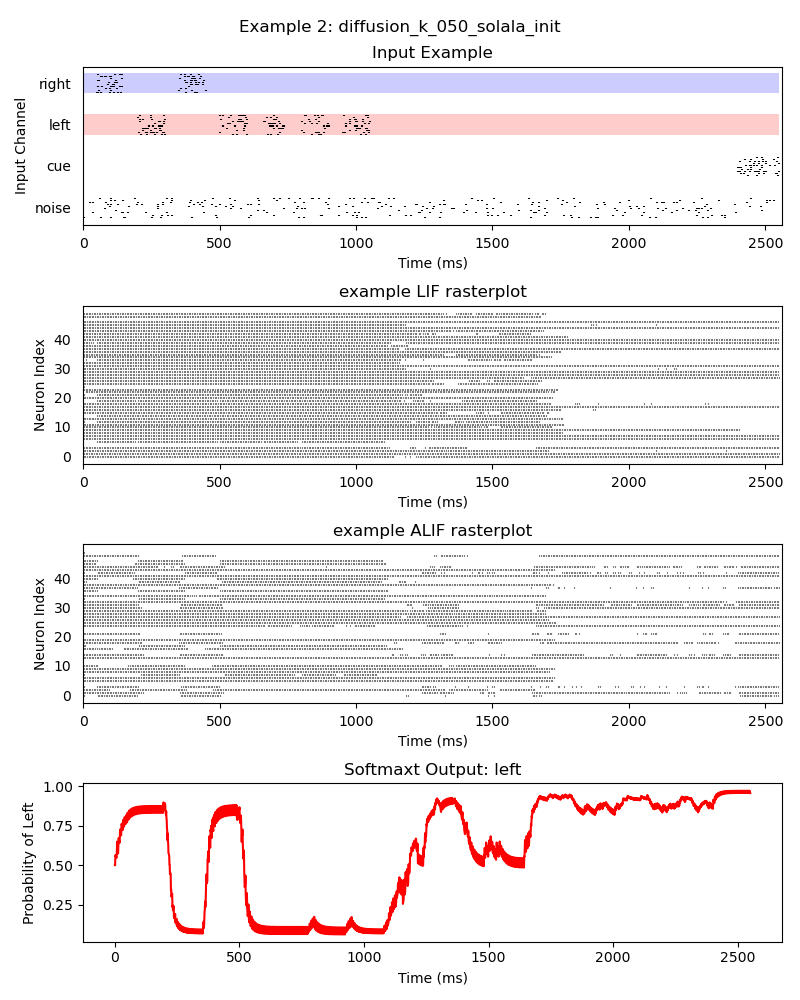 Example 2: diffusion_k_050_solala_init
Input Example
Input Channel
right
left
cue
noise
0 500 1000 1500 2000 2500
Time (ms)
example LIF rasterplot
Neuron Index
40
30
20
10
0
0 500 1000 1500 2000 2500
Time (ms)
example ALIF rasterplot
Neuron Index
40
30
20
10
0
0 500 1000 1500 2000 2500
Time (ms)
Softmaxt Output: left
Probability of Left
1.00
0.75
0.50
0.25
0 500 1000 1500 2000 2500
Time (ms)